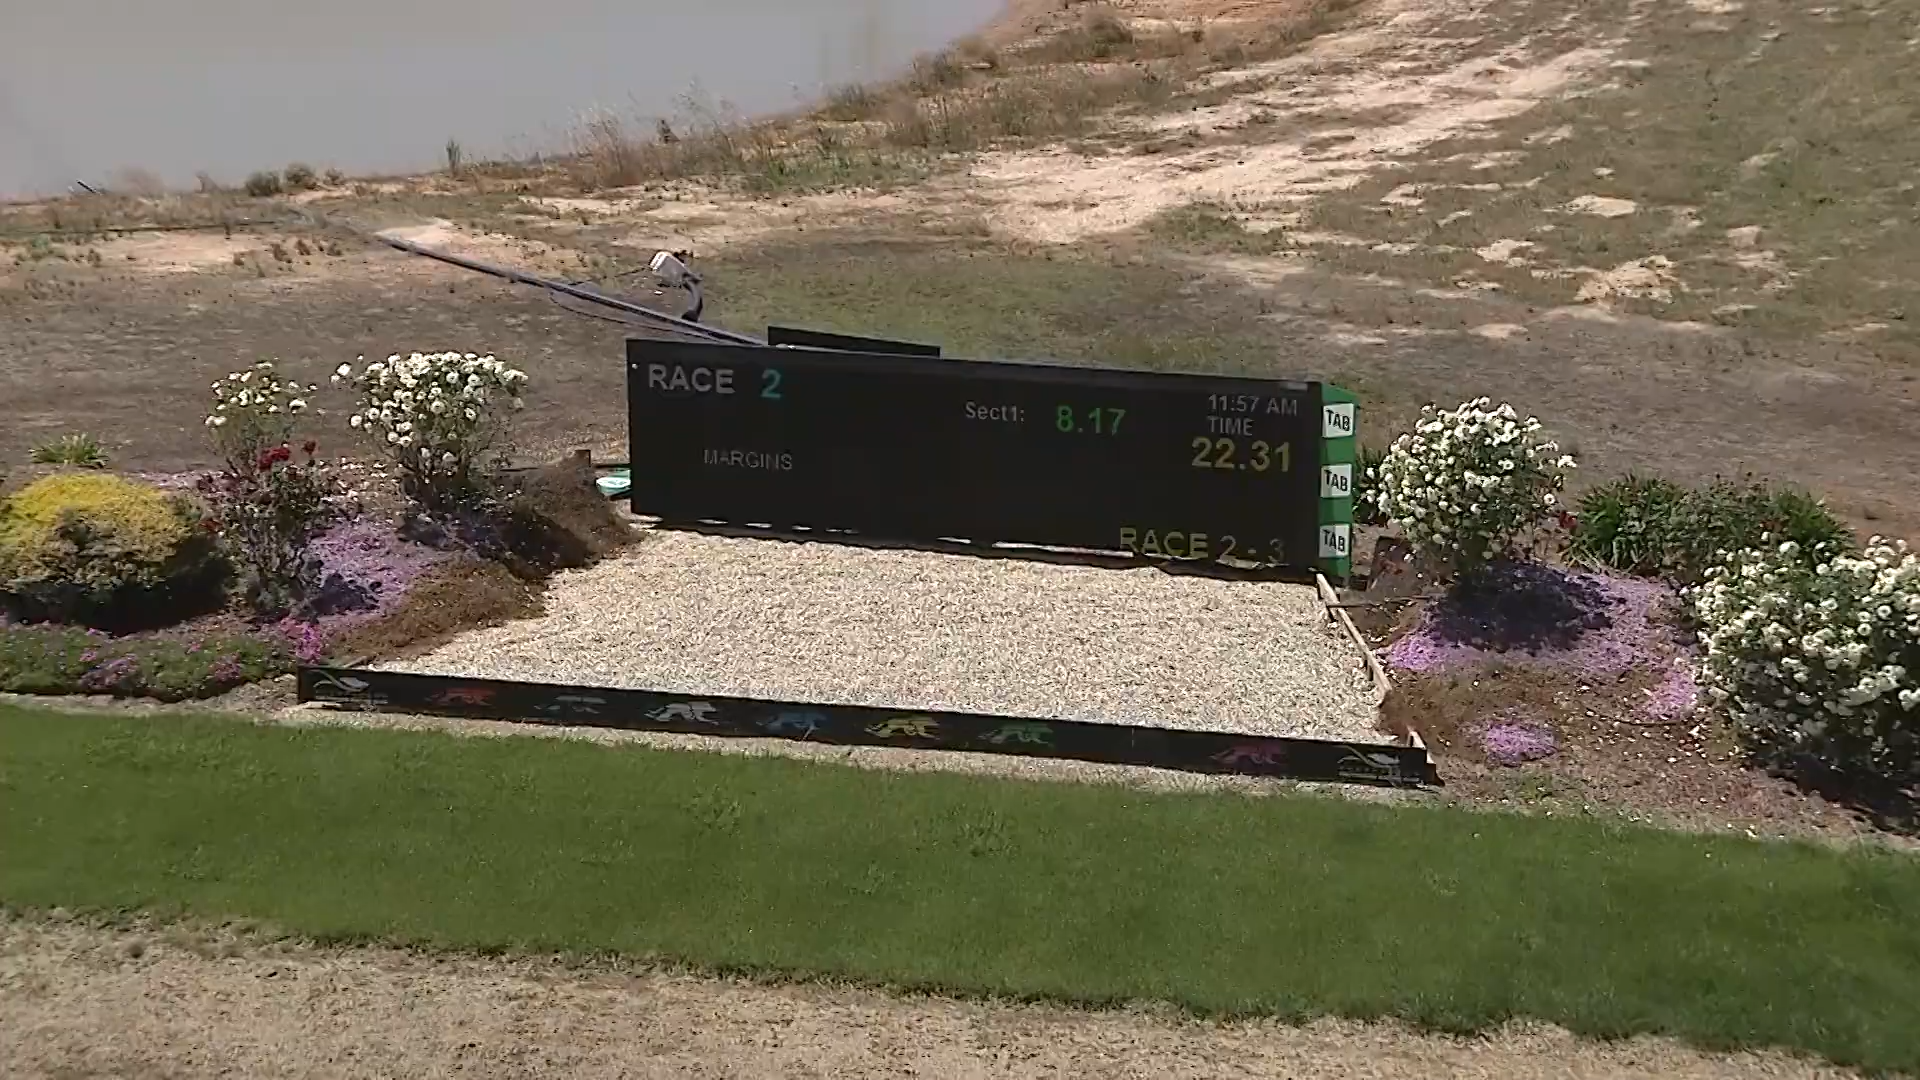 RACE 2
Sect1: 8.17
11:57 AM
TIME
22.31
MARGINS
RACE 2 - 3
TAB
TAB
TAB